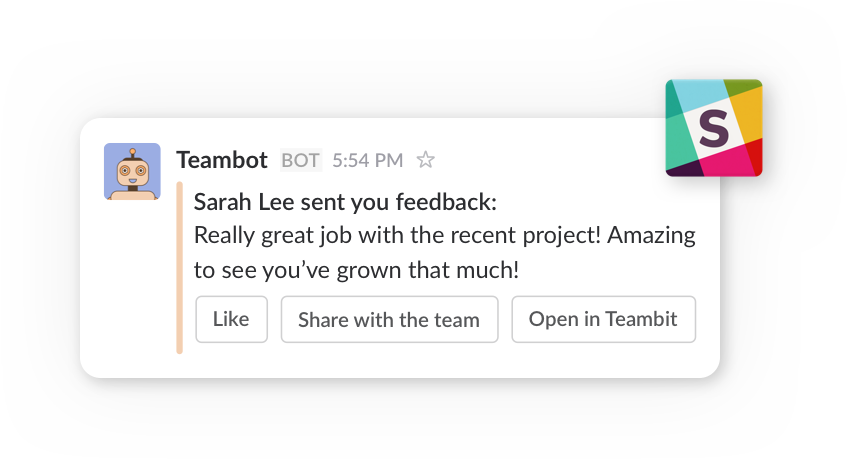 S
Teambot BOT 5:54 PM
Sarah Lee sent you feedback:
Really great job with the recent project! Amazing
to see you’ve grown that much!
Like Share with the team Open in Teambit